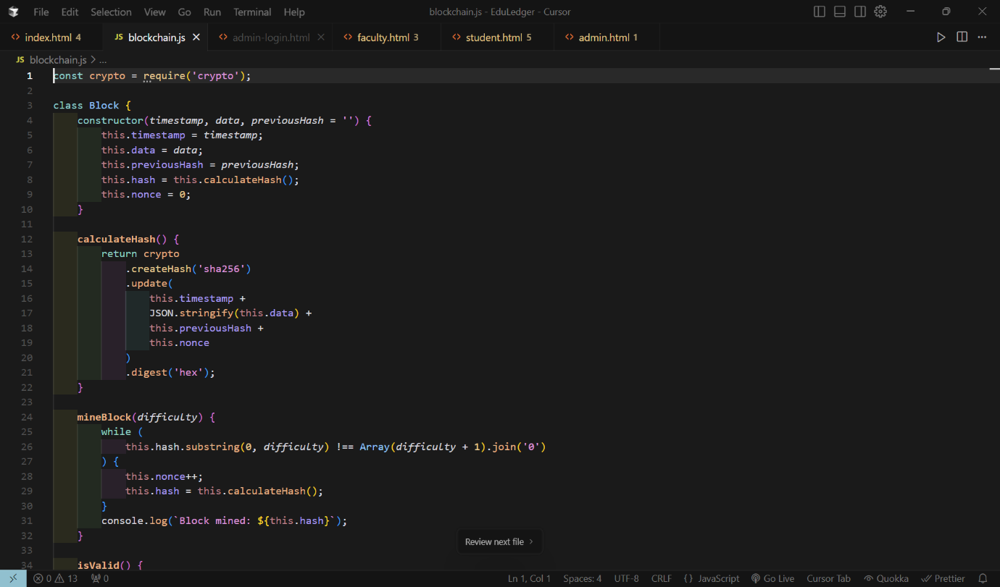 File Edit Selection View Go Run Terminal Help blockchain.js - EduLedger - Cursor
index.html 4 JS blockchain.js admin-login.html faculty.html 3 student.html 5 admin.html 1
JS blockchain.js > ...
1 const crypto = require('crypto');
2
3 class Block {
4 constructor(timestamp, data, previousHash = '') {
5 this.timestamp = timestamp;
6 this.data = data;
7 this.previousHash = previousHash;
8 this.hash = this.calculateHash();
9 this.nonce = 0;
10 }
11
12 calculateHash() {
13 return crypto
14 .createHash('sha256')
15 .update(
16 this.timestamp +
17 JSON.stringify(this.data) +
18 this.previousHash +
19 this.nonce
20 )
21 .digest('hex');
22 }
23
24 mineBlock(difficulty) {
25 while (
26 this.hash.substring(0, difficulty) !== Array(difficulty + 1).join('0')
27 ) {
28 this.nonce++;
29 this.hash = this.calculateHash();
30 }
31 console.log(`Block mined: ${this.hash}`);
32 }
33
34 isValid() {
Review next file >
0 13 0 Ln 1, Col 1 Spaces: 4 UTF-8 CRLF {} JavaScript Go Live Cursor Tab Quokka Prettier